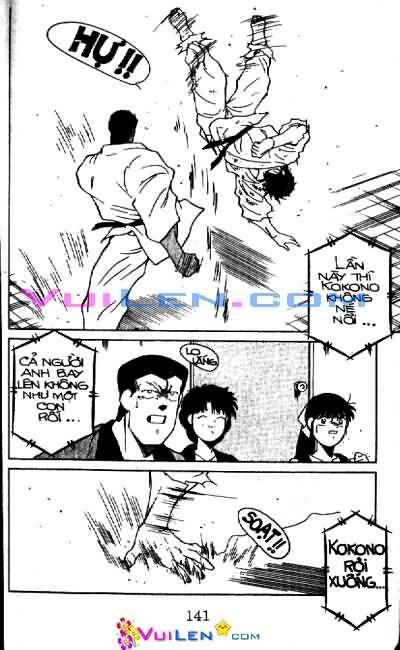 HỰ!!
LẦN
NÀY THÌ
KOKONO
KHÔNG
NÉ
NỔI...
VUILEN.COM
CẢ NGƯỜI
ANH BAY
LÊN KHÔNG
NHƯ MỘT
CON
RỐI...
LO
LẮNG
SOẠT!!
KOKONO
RƠI
XUỐNG...
141
VUILEN.COM